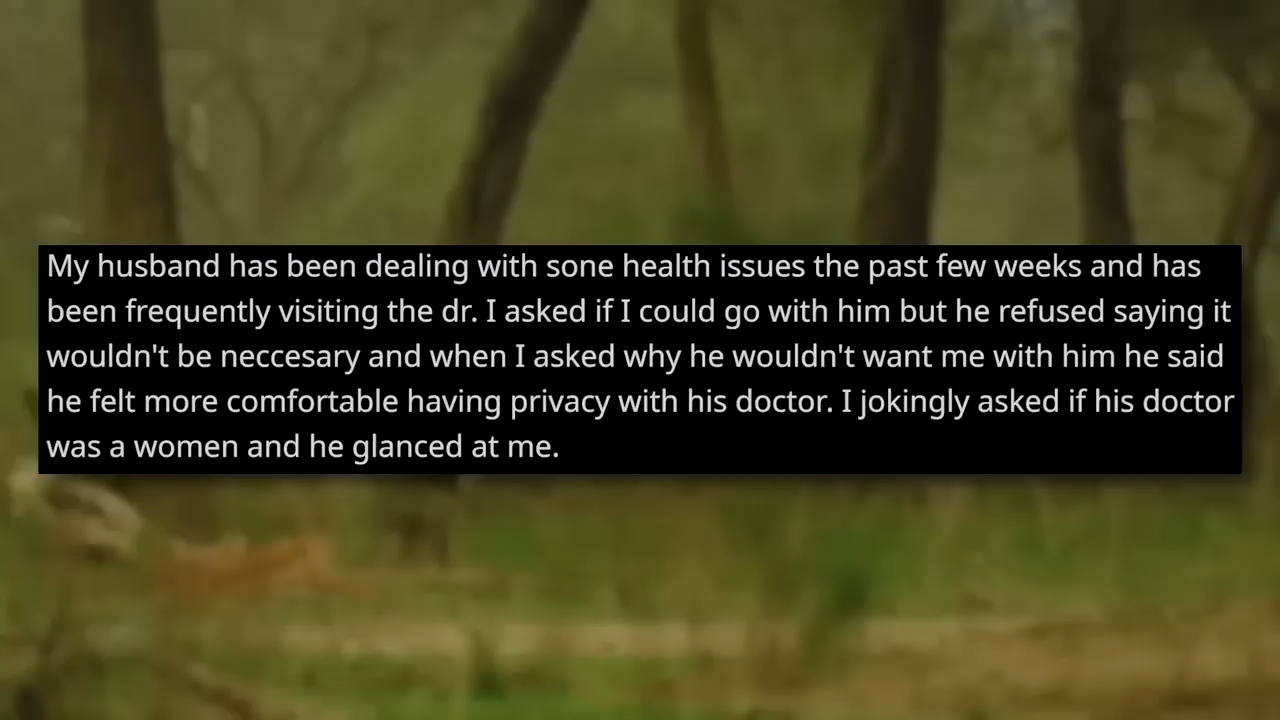 My husband has been dealing with sone health issues the past few weeks and has
been frequently visiting the dr. I asked if I could go with him but he refused saying it
wouldn't be neccesary and when I asked why he wouldn't want me with him he said
he felt more comfortable having privacy with his doctor. I jokingly asked if his doctor
was a women and he glanced at me.